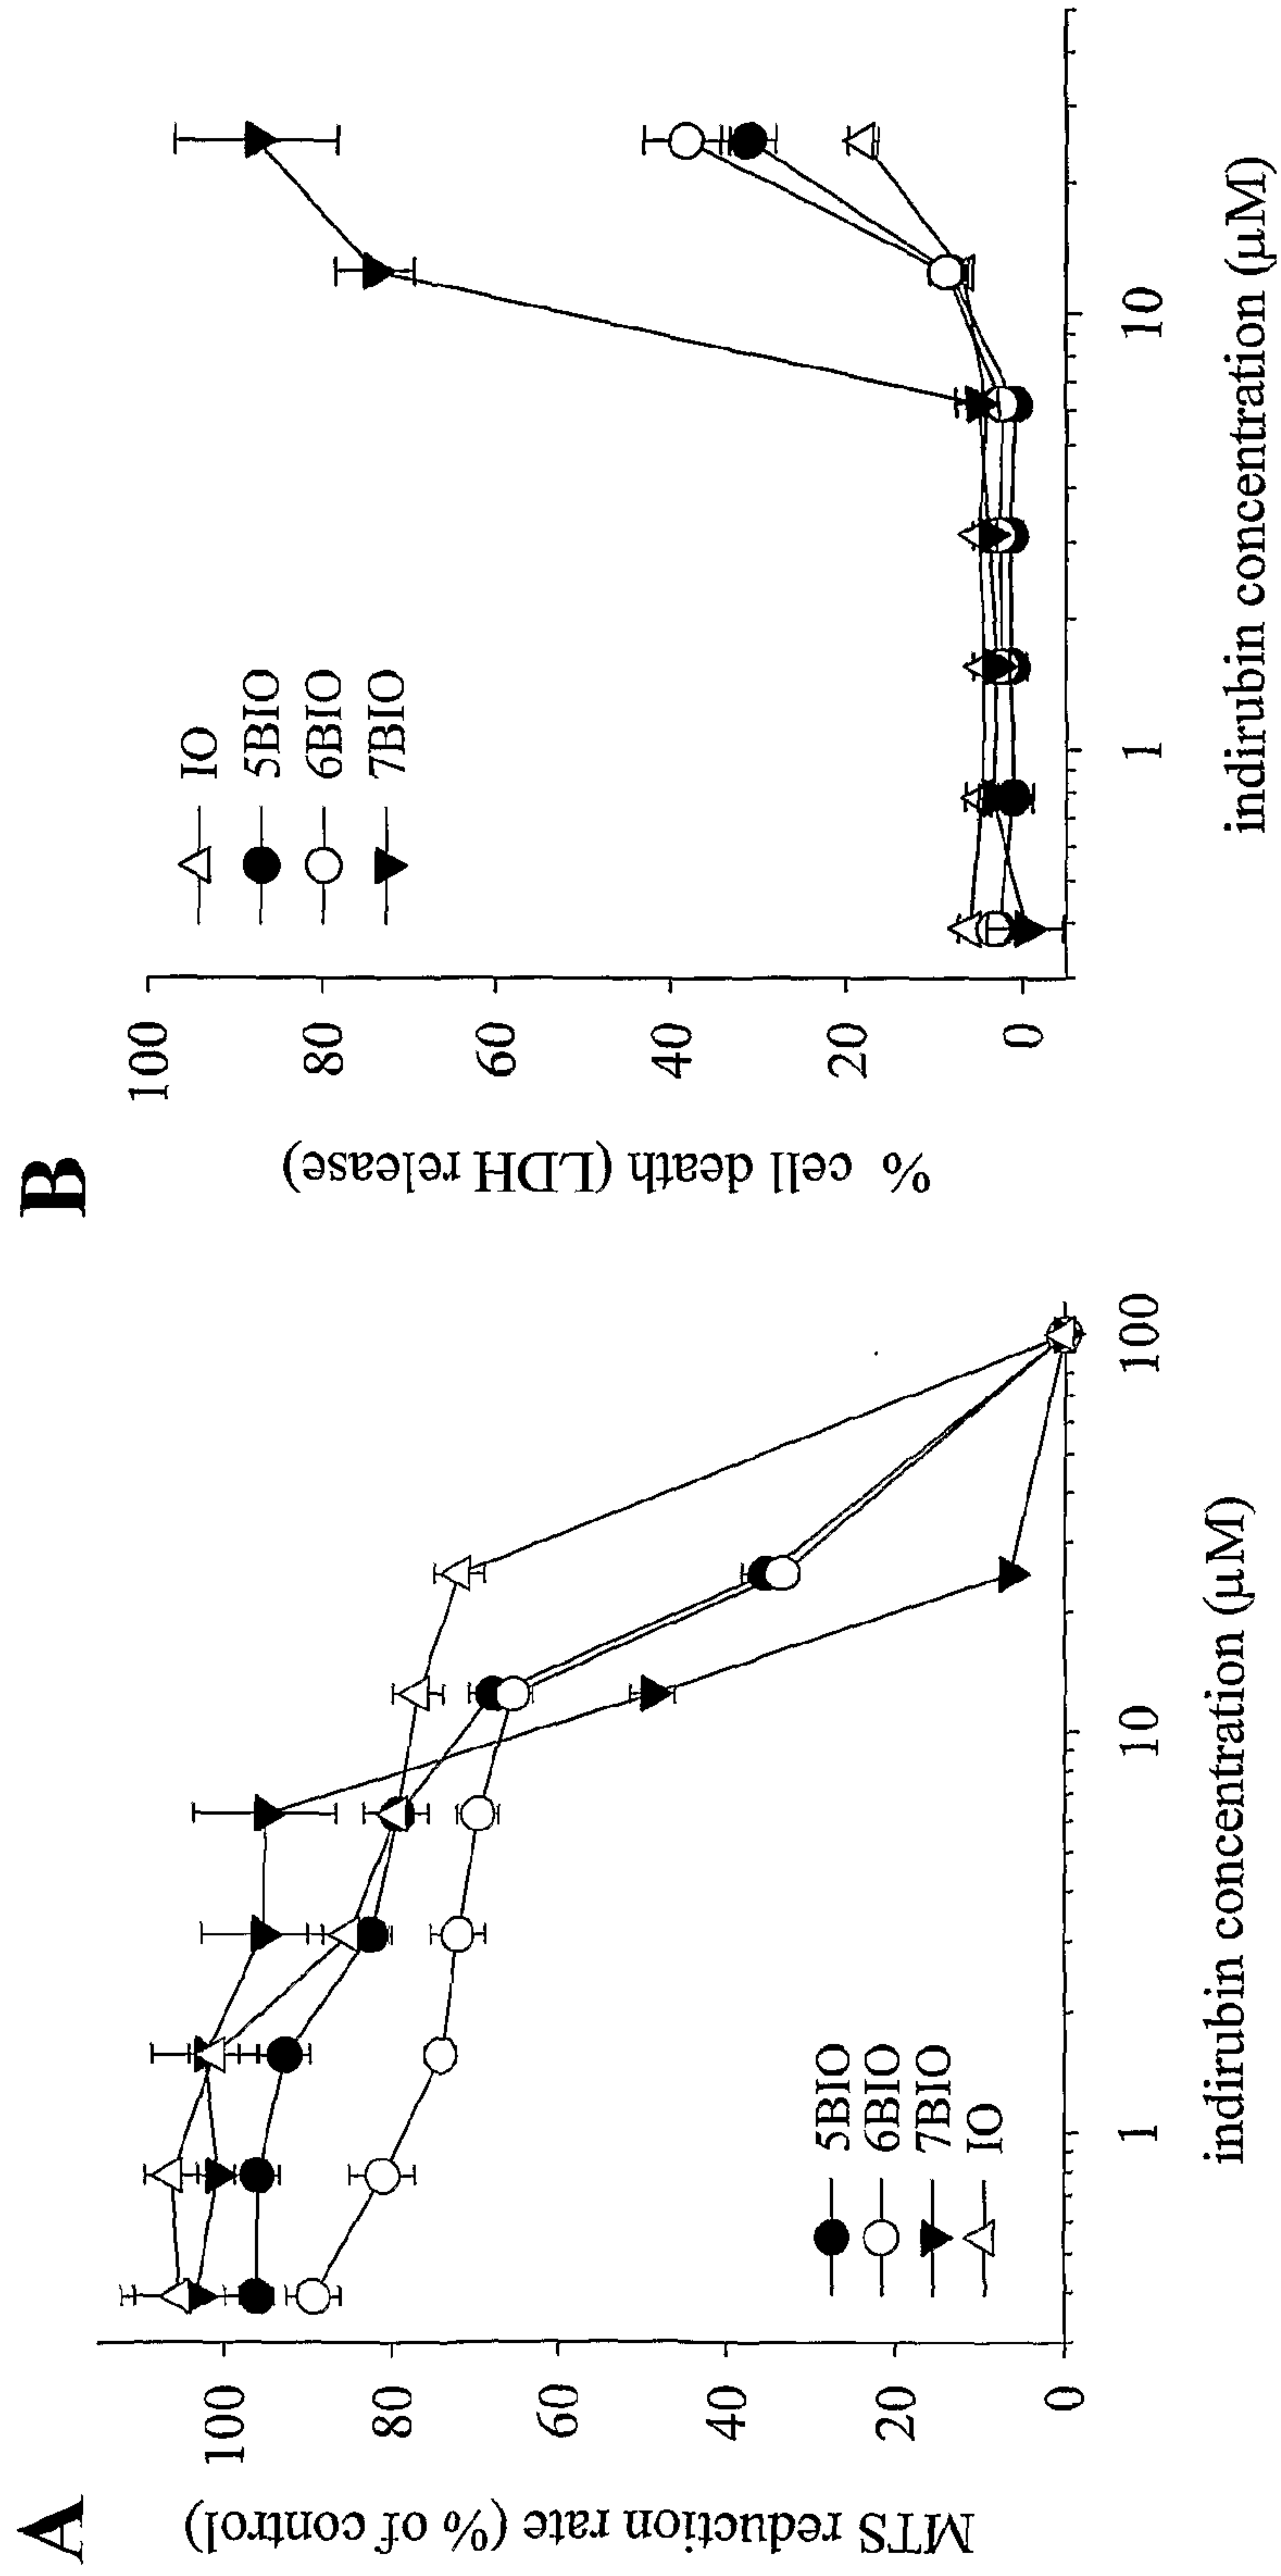 A
MTS reduction rate (% of control)
100
80
60
40
20
0
5BIO
6BIO
7BIO
IO
1
10
100
indirubin concentration (μM)
B
% cell death (LDH release)
100
80
60
40
20
0
IO
5BIO
6BIO
7BIO
1
10
indirubin concentration (μM)